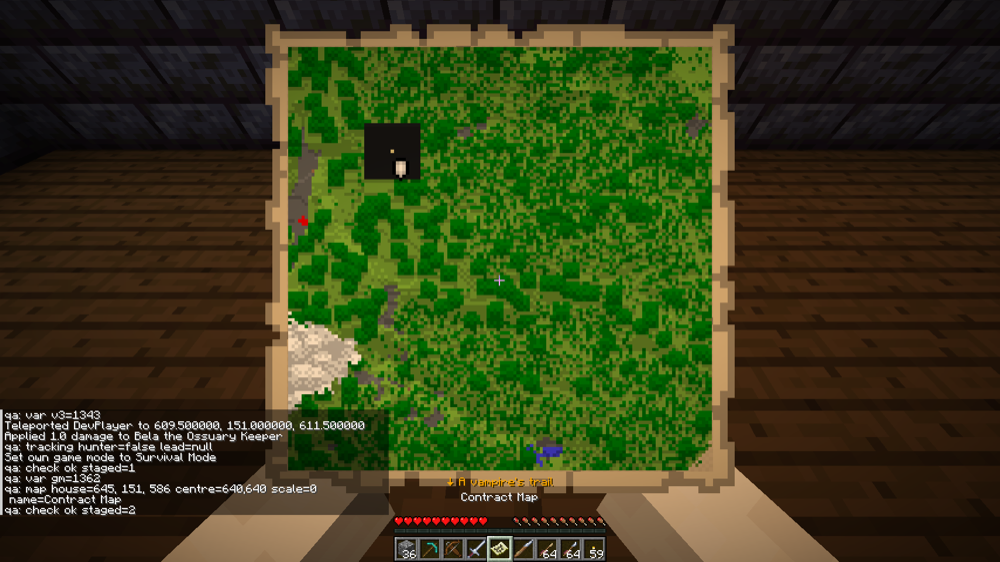 qa: var v3=1343
Teleported DevPlayer to 609.500000, 151.000000, 611.500000
Applied 1.0 damage to Bela the Ossuary Keeper
qa: tracking hunter=false lead=null
Set own game mode to Survival Mode
qa: check ok staged=1
qa: var gm=1362
qa: map house=645, 151, 586 centre=640,640 scale=0
name=Contract Map
qa: check ok staged=2
↓ A vampire's trail
Contract Map
36
64
64
59